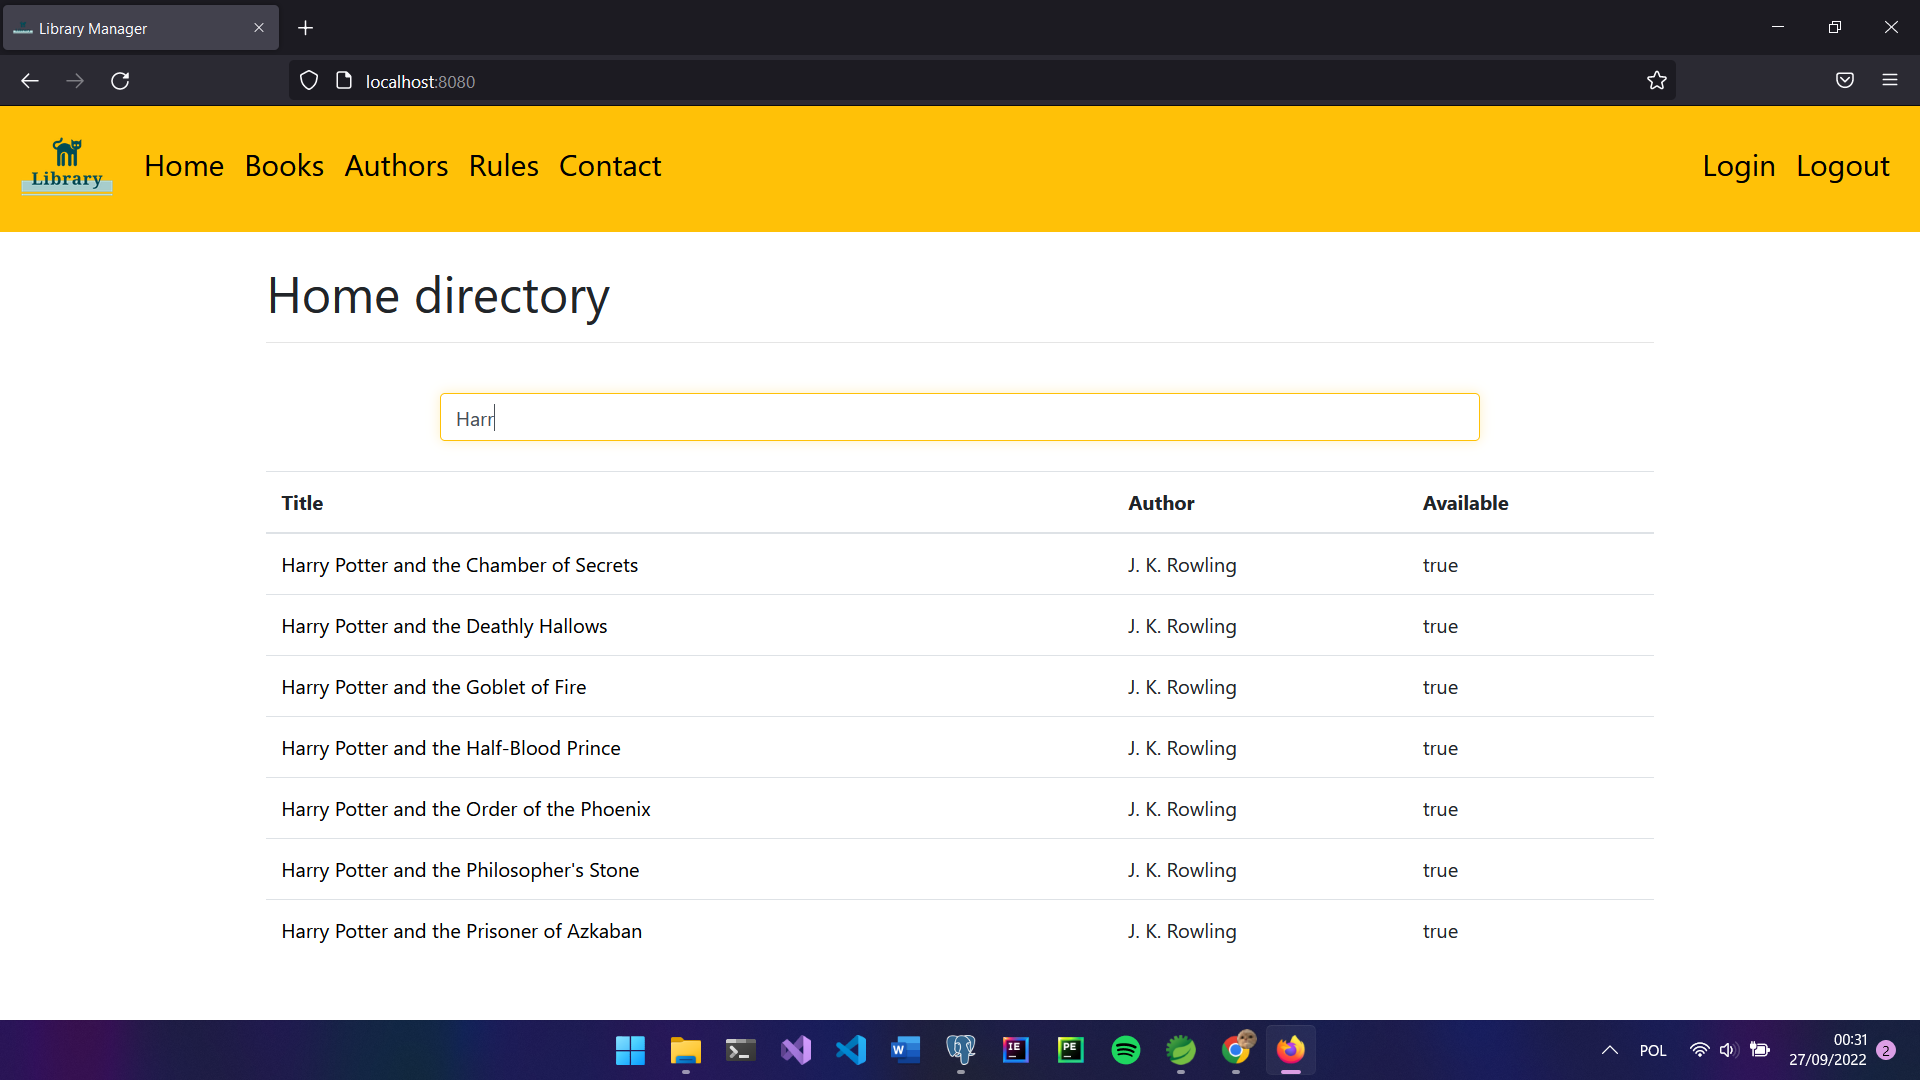 Library Manager
localhost:8080
Library
Home Books Authors Rules Contact
Login Logout
Home directory
Harr
Title Author Available
Harry Potter and the Chamber of Secrets J. K. Rowling true
Harry Potter and the Deathly Hallows J. K. Rowling true
Harry Potter and the Goblet of Fire J. K. Rowling true
Harry Potter and the Half-Blood Prince J. K. Rowling true
Harry Potter and the Order of the Phoenix J. K. Rowling true
Harry Potter and the Philosopher's Stone J. K. Rowling true
Harry Potter and the Prisoner of Azkaban J. K. Rowling true
W
IE
PE
POL
00:31
27/09/2022
2